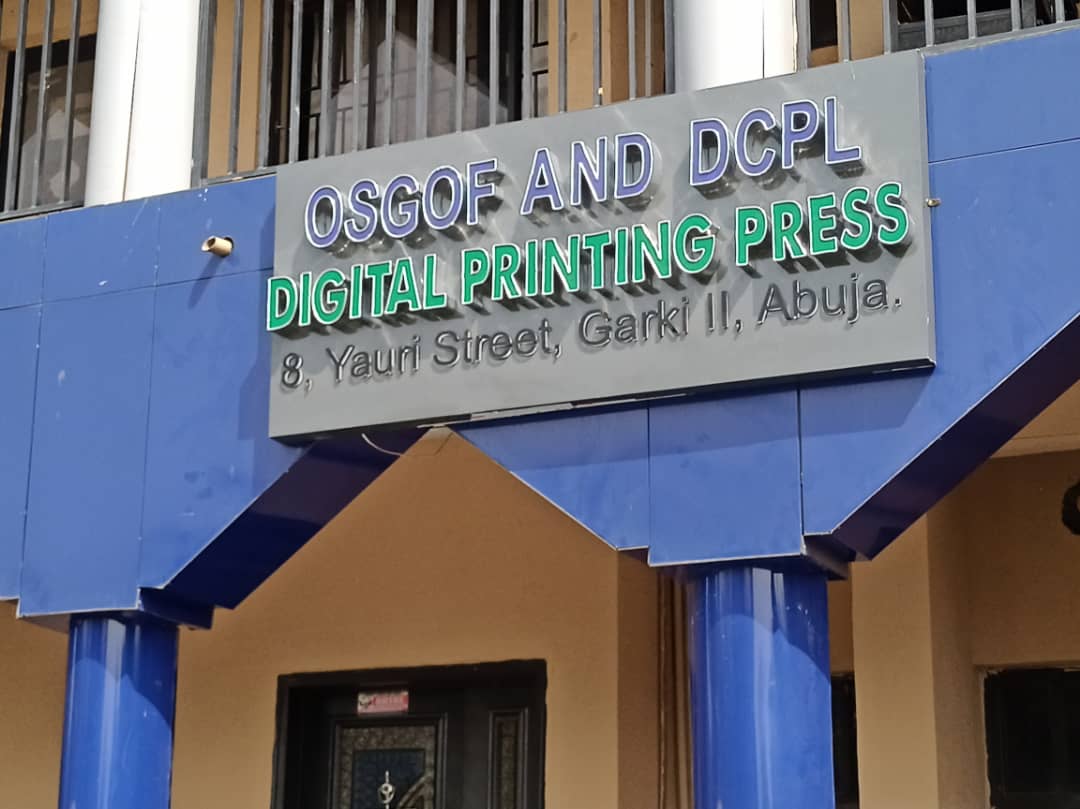 OSGOF AND DCPL
DIGITAL PRINTING PRESS
8, Yauri Street, Garki II, Abuja.